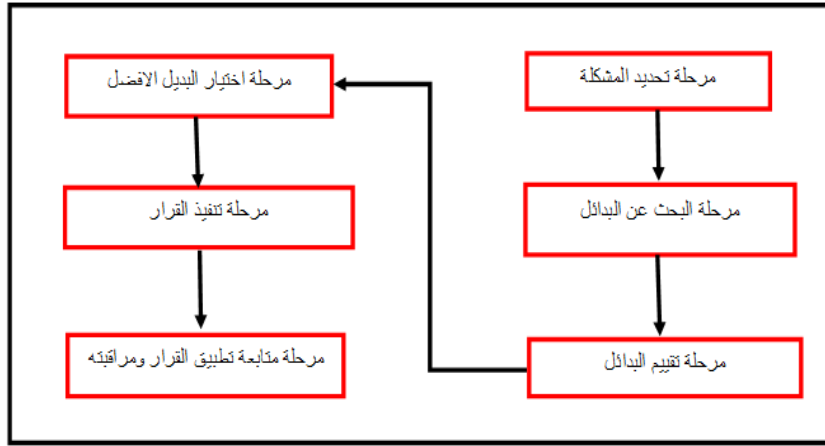 مرحلة تحديد المشكلة
مرحلة البحث عن البدائل
مرحلة تقييم البدائل
مرحلة اختيار البديل الافضل
مرحلة تنفيذ القرار
مرحلة متابعة تطبيق القرار ومراقبته